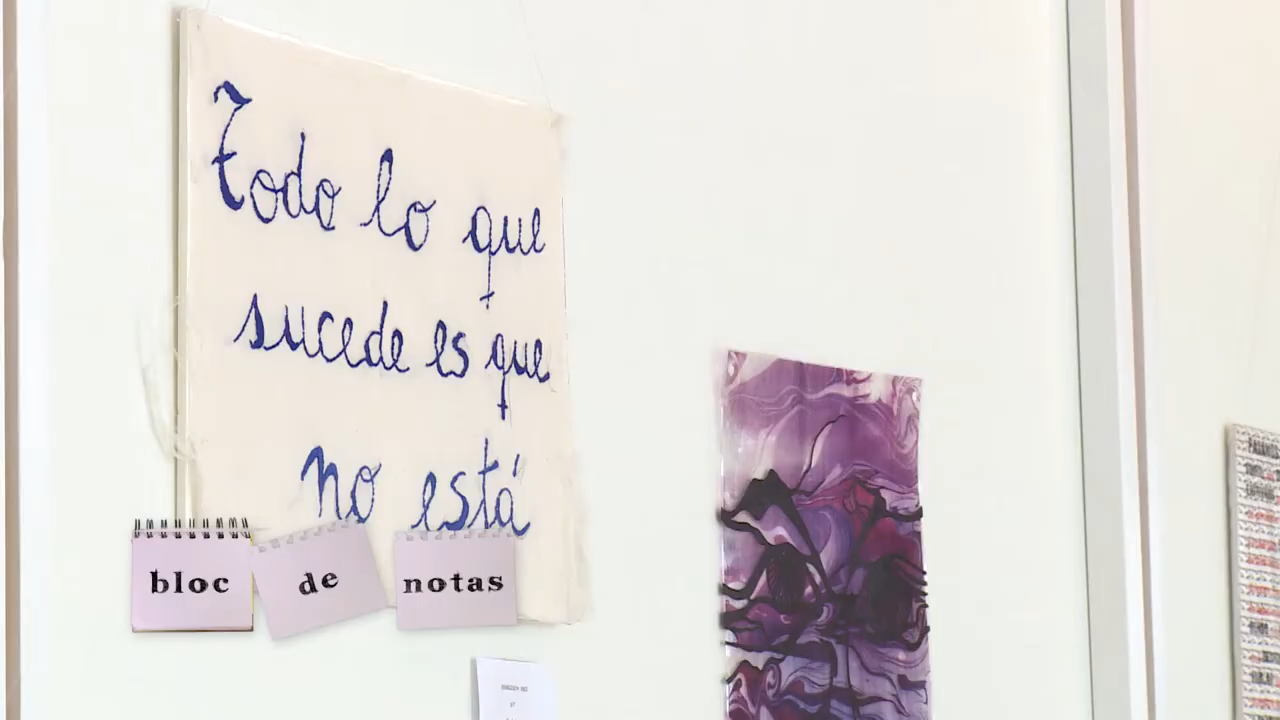 Todo lo que
sucede es que
no está
bloc de notas